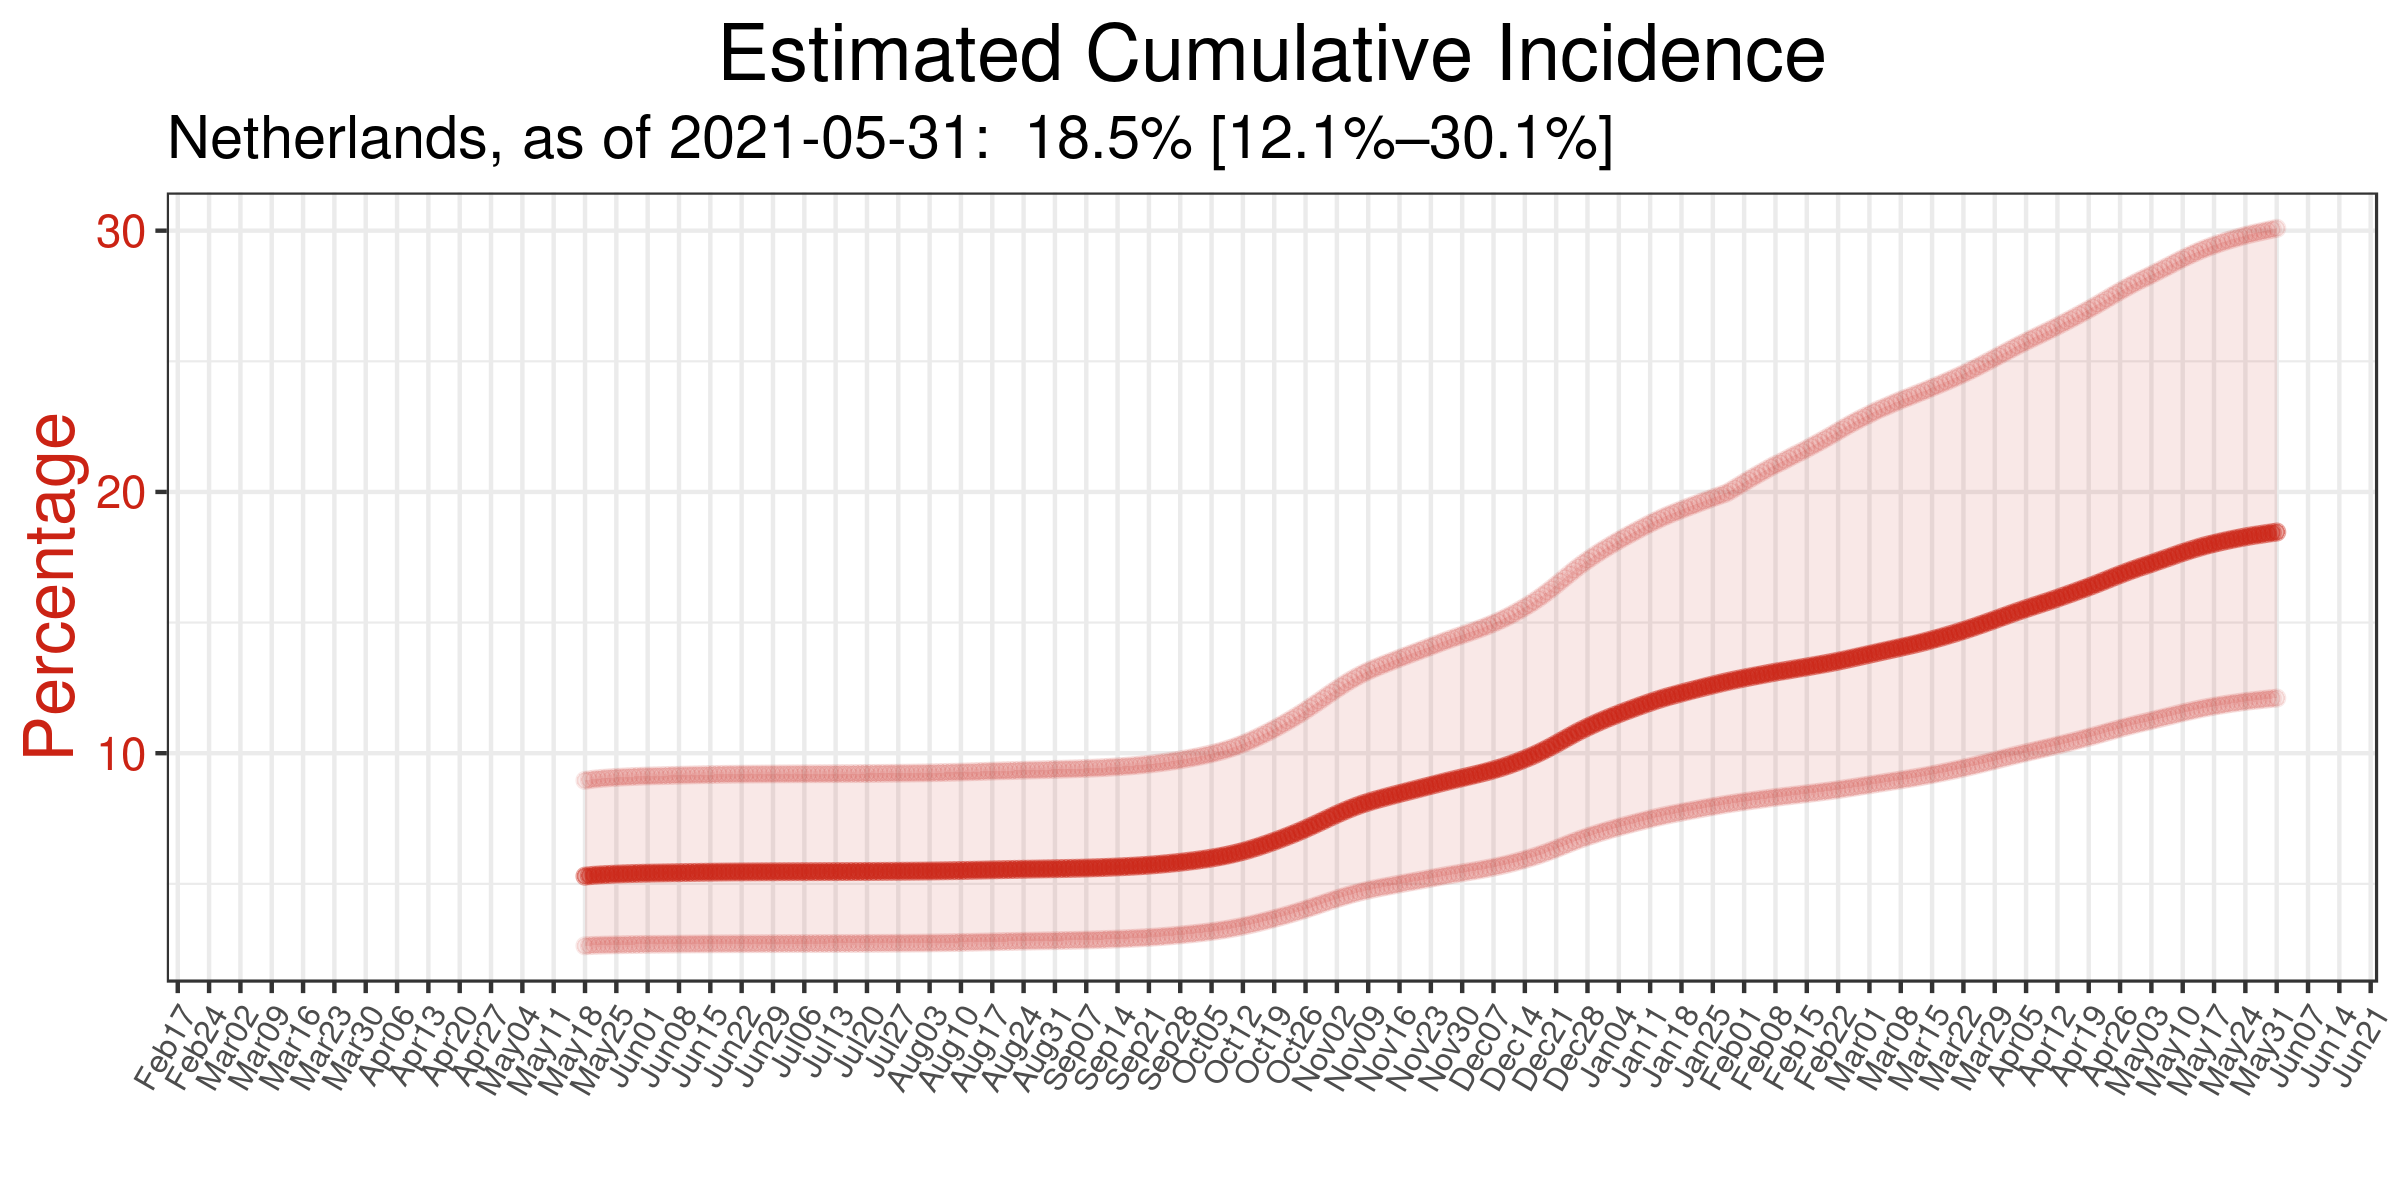 Estimated Cumulative Incidence
Netherlands, as of 2021-05-31:  18.5% [12.1%–30.1%]
Percentage
30
20
10
Feb17
Feb24
Mar02
Mar09
Mar16
Mar23
Mar30
Apr06
Apr13
Apr20
Apr27
May04
May11
May18
May25
Jun01
Jun08
Jun15
Jun22
Jun29
Jul06
Jul13
Jul20
Jul27
Aug03
Aug10
Aug17
Aug24
Aug31
Sep07
Sep14
Sep21
Sep28
Oct05
Oct12
Oct19
Oct26
Nov02
Nov09
Nov16
Nov23
Nov30
Dec07
Dec14
Dec21
Dec28
Jan04
Jan11
Jan18
Jan25
Feb01
Feb08
Feb15
Feb22
Mar01
Mar08
Mar15
Mar22
Mar29
Apr05
Apr12
Apr19
Apr26
May03
May10
May17
May24
May31
Jun07
Jun14
Jun21